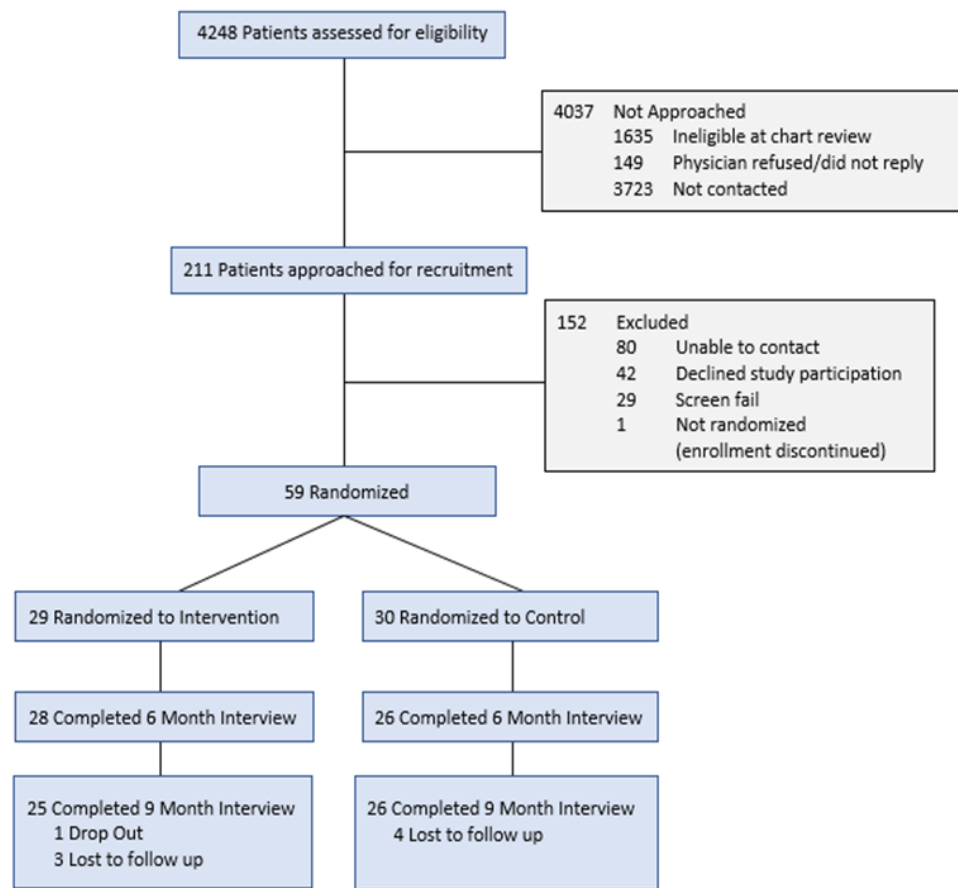 4248 Patients assessed for eligibility
4037 Not Approached
1635 Ineligible at chart review
149 Physician refused/did not reply
3723 Not contacted
211 Patients approached for recruitment
152 Excluded
80 Unable to contact
42 Declined study participation
29 Screen fail
1 Not randomized
(enrollment discontinued)
59 Randomized
29 Randomized to Intervention
30 Randomized to Control
28 Completed 6 Month Interview
26 Completed 6 Month Interview
25 Completed 9 Month Interview
1 Drop Out
3 Lost to follow up
26 Completed 9 Month Interview
4 Lost to follow up